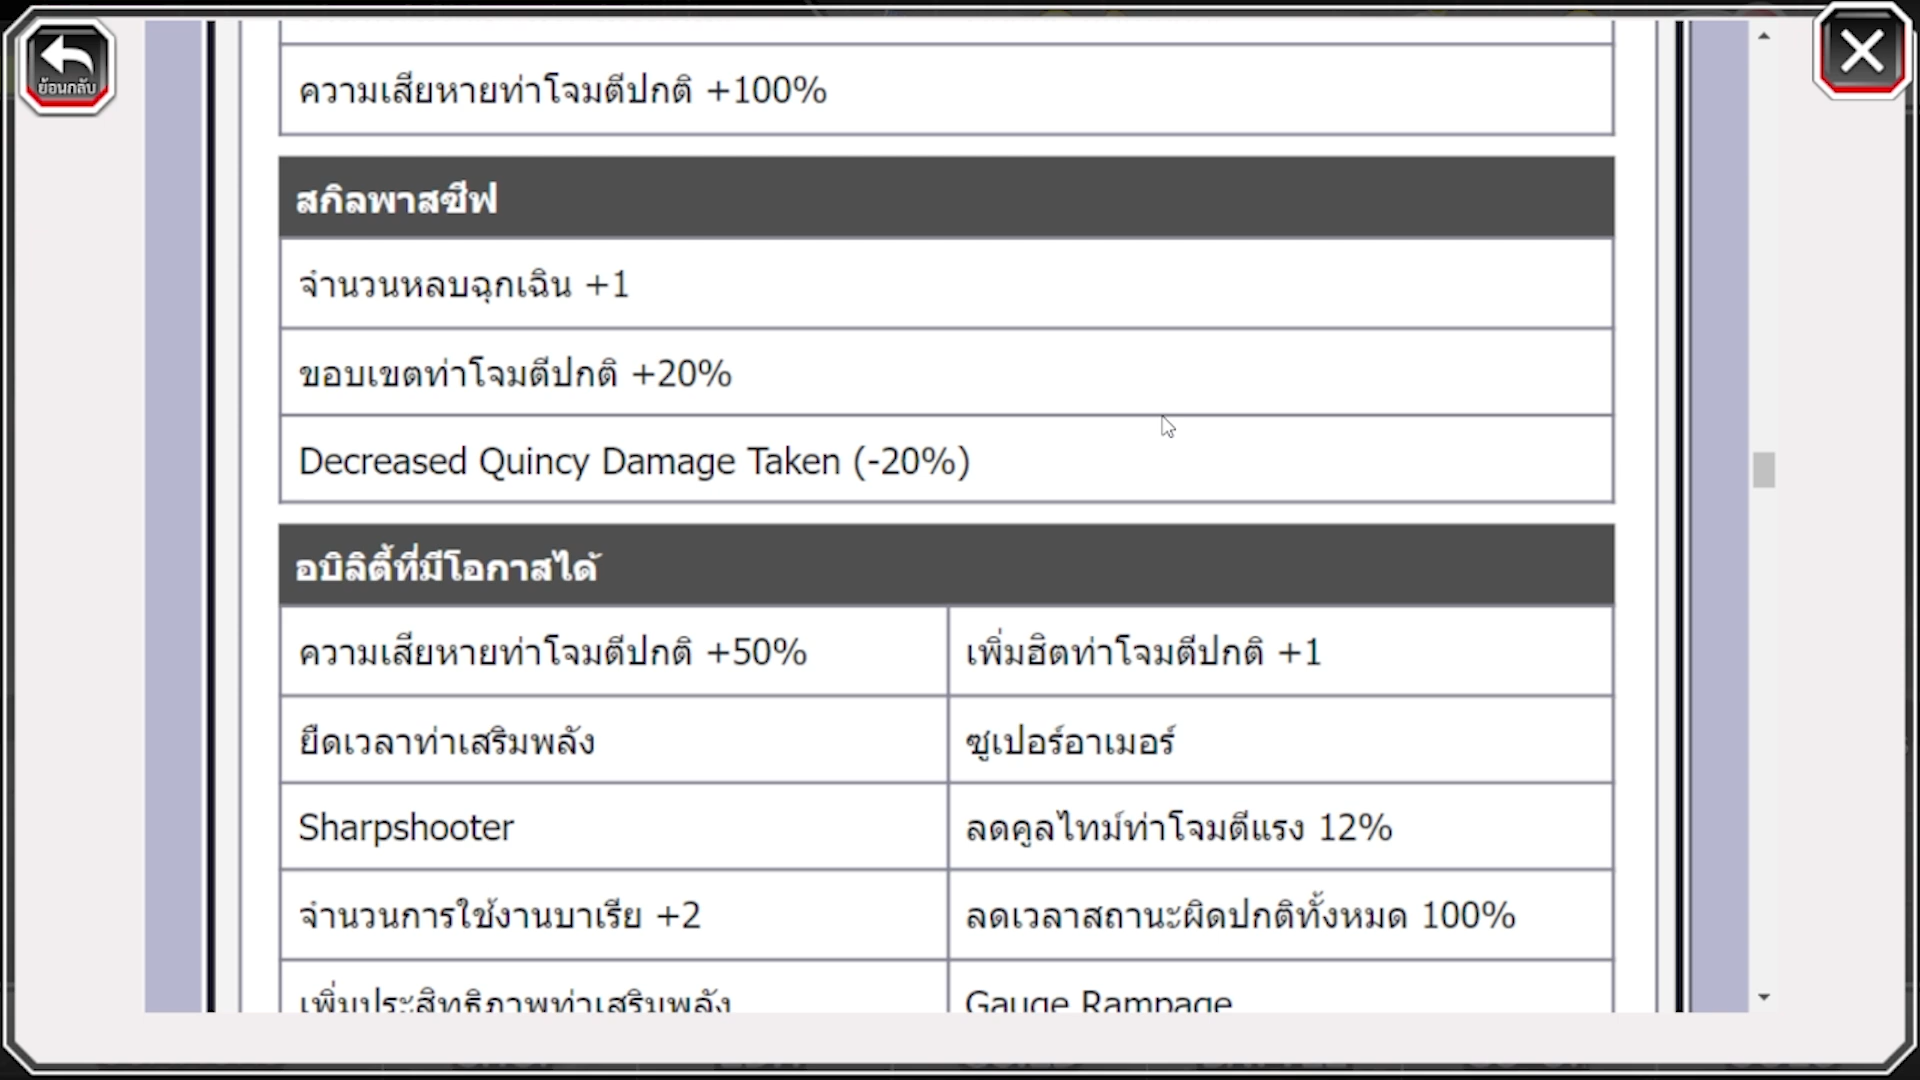 ย้อนกลับ
ความเสียหายท่าโจมตีปกติ +100%
สกิลพาสซีฟ
จำนวนหลบฉุกเฉิน +1
ขอบเขตท่าโจมตีปกติ +20%
Decreased Quincy Damage Taken (-20%)
อบิลิตี้ที่มีโอกาสได้
ความเสียหายท่าโจมตีปกติ +50%
เพิ่มฮิตท่าโจมตีปกติ +1
ยืดเวลาท่าเสริมพลัง
ซูเปอร์อาเมอร์
Sharpshooter
ลดคูลไทม์ท่าโจมตีแรง 12%
จำนวนการใช้งานบาเรีย +2
ลดเวลาสถานะผิดปกติทั้งหมด 100%
เพิ่มประสิทธิภาพท่าเสริมพลัง
Gauge Rampage